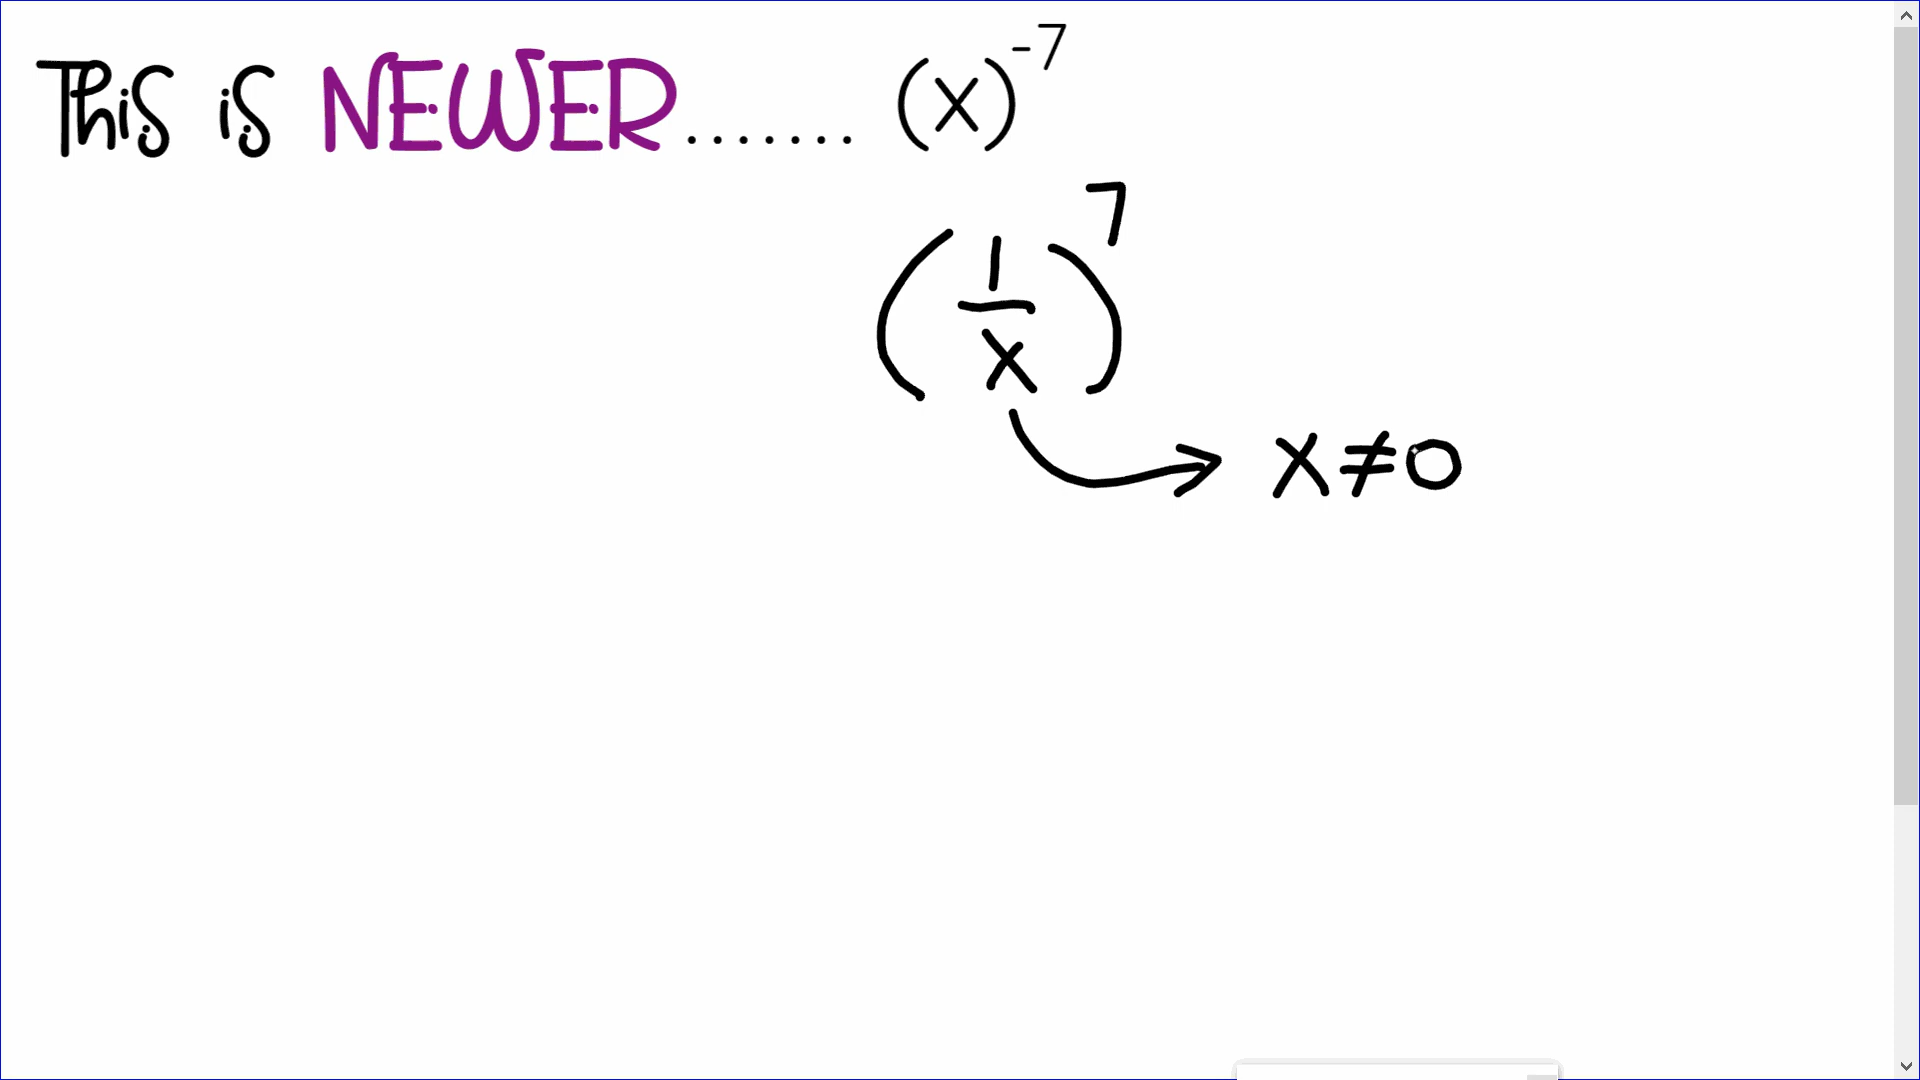 This is NEWER....... (x)^-7
(1/x)^7
x≠0